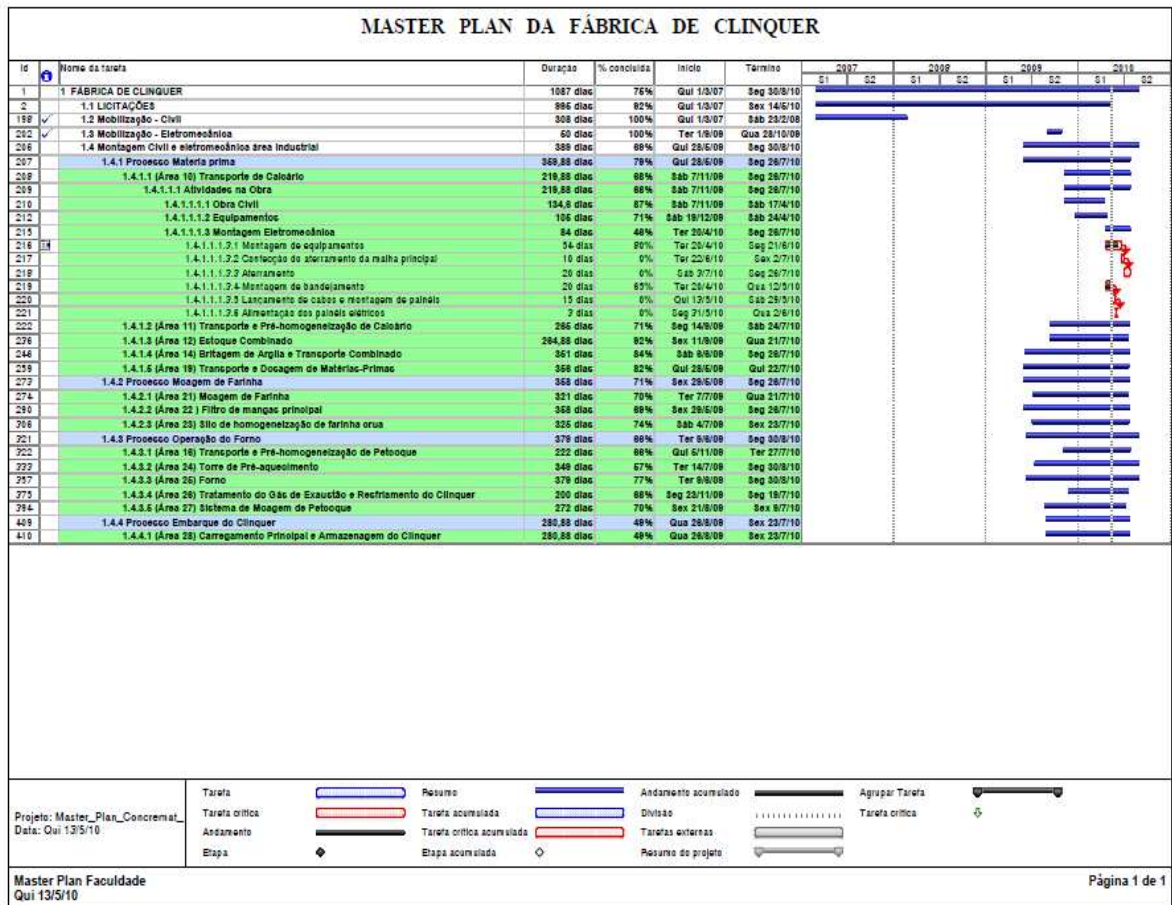 MASTER PLAN DA FÁBRICA DE CLINQUER
Id Nome da tarefa Duração % concluída Início Término 2007 2008 2009 2010
S1 S2 S1 S2 S1 S2 S1 S2
1 1 FÁBRICA DE CLINQUER 1087 dias 75% Qui 1/3/07 Seg 30/8/10
2 1.1 LICITAÇÕES 995 dias 92% Qui 1/3/07 Sex 14/5/10
198 1.2 Mobilização - Civil 308 dias 100% Qui 1/3/07 Sáb 23/2/08
202 1.3 Mobilização - Eletromecânica 50 dias 100% Ter 1/9/09 Qua 28/10/09
206 1.4 Montagem Civil e eletromecânica área Industrial 389 dias 69% Qui 28/5/09 Seg 30/8/10
207 1.4.1 Processo Materia prima 359,88 dias 79% Qui 28/5/09 Seg 26/7/10
208 1.4.1.1 (Área 10) Transporte de Calcário 219,88 dias 68% Sáb 7/11/09 Seg 26/7/10
209 1.4.1.1.1 Atividades na Obra 219,88 dias 68% Sáb 7/11/09 Seg 26/7/10
210 1.4.1.1.1.1 Obra Civil 134,6 dias 87% Sáb 7/11/09 Sáb 17/4/10
212 1.4.1.1.1.2 Equipamentos 105 dias 71% Sáb 19/12/09 Sáb 24/4/10
215 1.4.1.1.1.3 Montagem Eletromecânica 84 dias 46% Ter 20/4/10 Seg 26/7/10
216 1.4.1.1.1.3.1 Montagem de equipamentos 54 dias 80% Ter 20/4/10 Seg 21/6/10
217 1.4.1.1.1.3.2 Confecção do aterramento da malha principal 10 dias 0% Ter 22/6/10 Sex 2/7/10
218 1.4.1.1.1.3.3 Aterramento 20 dias 0% Sáb 3/7/10 Seg 26/7/10
219 1.4.1.1.1.3.4 Montagem de bandejamento 20 dias 65% Ter 20/4/10 Qua 12/5/10
220 1.4.1.1.1.3.5 Lançamento de cabos e montagem de painéis 15 dias 0% Qui 13/5/10 Sáb 29/5/10
221 1.4.1.1.1.3.6 Alimentação dos painéis elétricos 3 dias 0% Seg 31/5/10 Qua 2/6/10
222 1.4.1.2 (Área 11) Transporte e Pré-homogeneização de Calcário 265 dias 71% Seg 14/9/09 Sáb 24/7/10
236 1.4.1.3 (Área 12) Estoque Combinado 264,88 dias 92% Sex 11/9/09 Qua 21/7/10
246 1.4.1.4 (Área 14) Britagem de Argila e Transporte Combinado 351 dias 84% Sáb 6/6/09 Seg 26/7/10
259 1.4.1.5 (Área 19) Transporte e Dosagem de Matérias-Primas 356 dias 82% Qui 28/5/09 Qui 22/7/10
273 1.4.2 Processo Moagem de Farinha 358 dias 71% Sex 29/5/09 Seg 26/7/10
274 1.4.2.1 (Área 21) Moagem de Farinha 321 dias 70% Ter 7/7/09 Qua 21/7/10
290 1.4.2.2 (Área 22 ) Filtro de mangas principal 358 dias 69% Sex 29/5/09 Seg 26/7/10
306 1.4.2.3 (Área 23) Silo de homogeneização de farinha crua 325 dias 74% Sáb 4/7/09 Sex 23/7/10
321 1.4.3 Processo Operação do Forno 379 dias 66% Ter 9/6/09 Seg 30/8/10
322 1.4.3.1 (Área 16) Transporte e Pré-homogeneização de Petcoque 222 dias 66% Qui 5/11/09 Ter 27/7/10
333 1.4.3.2 (Área 24) Torre de Pré-aquecimento 349 dias 57% Ter 14/7/09 Seg 30/8/10
357 1.4.3.3 (Área 25) Forno 379 dias 77% Ter 9/6/09 Seg 30/8/10
375 1.4.3.4 (Área 26) Tratamento do Gás de Exaustão e Resfriamento do Clinquer 200 dias 68% Seg 23/11/09 Seg 19/7/10
394 1.4.3.5 (Área 27) Sistema de Moagem de Petcoque 272 dias 70% Sex 21/8/09 Sex 9/7/10
409 1.4.4 Processo Embarque do Clinquer 280,88 dias 49% Qua 26/8/09 Sex 23/7/10
410 1.4.4.1 (Área 28) Carregamento Principal e Armazenagem do Clinquer 280,88 dias 49% Qua 26/8/09 Sex 23/7/10
Projeto: Master_Plan_Concremat_
Data: Qui 13/5/10
Tarefa Resumo Andamento acumulado Agrupar Tarefa
Tarefa crítica Tarefa acumulada Divisão Tarefa crítica
Andamento Tarefa crítica acumulada Tarefas externas
Etapa Etapa acumulada Resumo do projeto
Master Plan Faculdade
Qui 13/5/10
Página 1 de 1